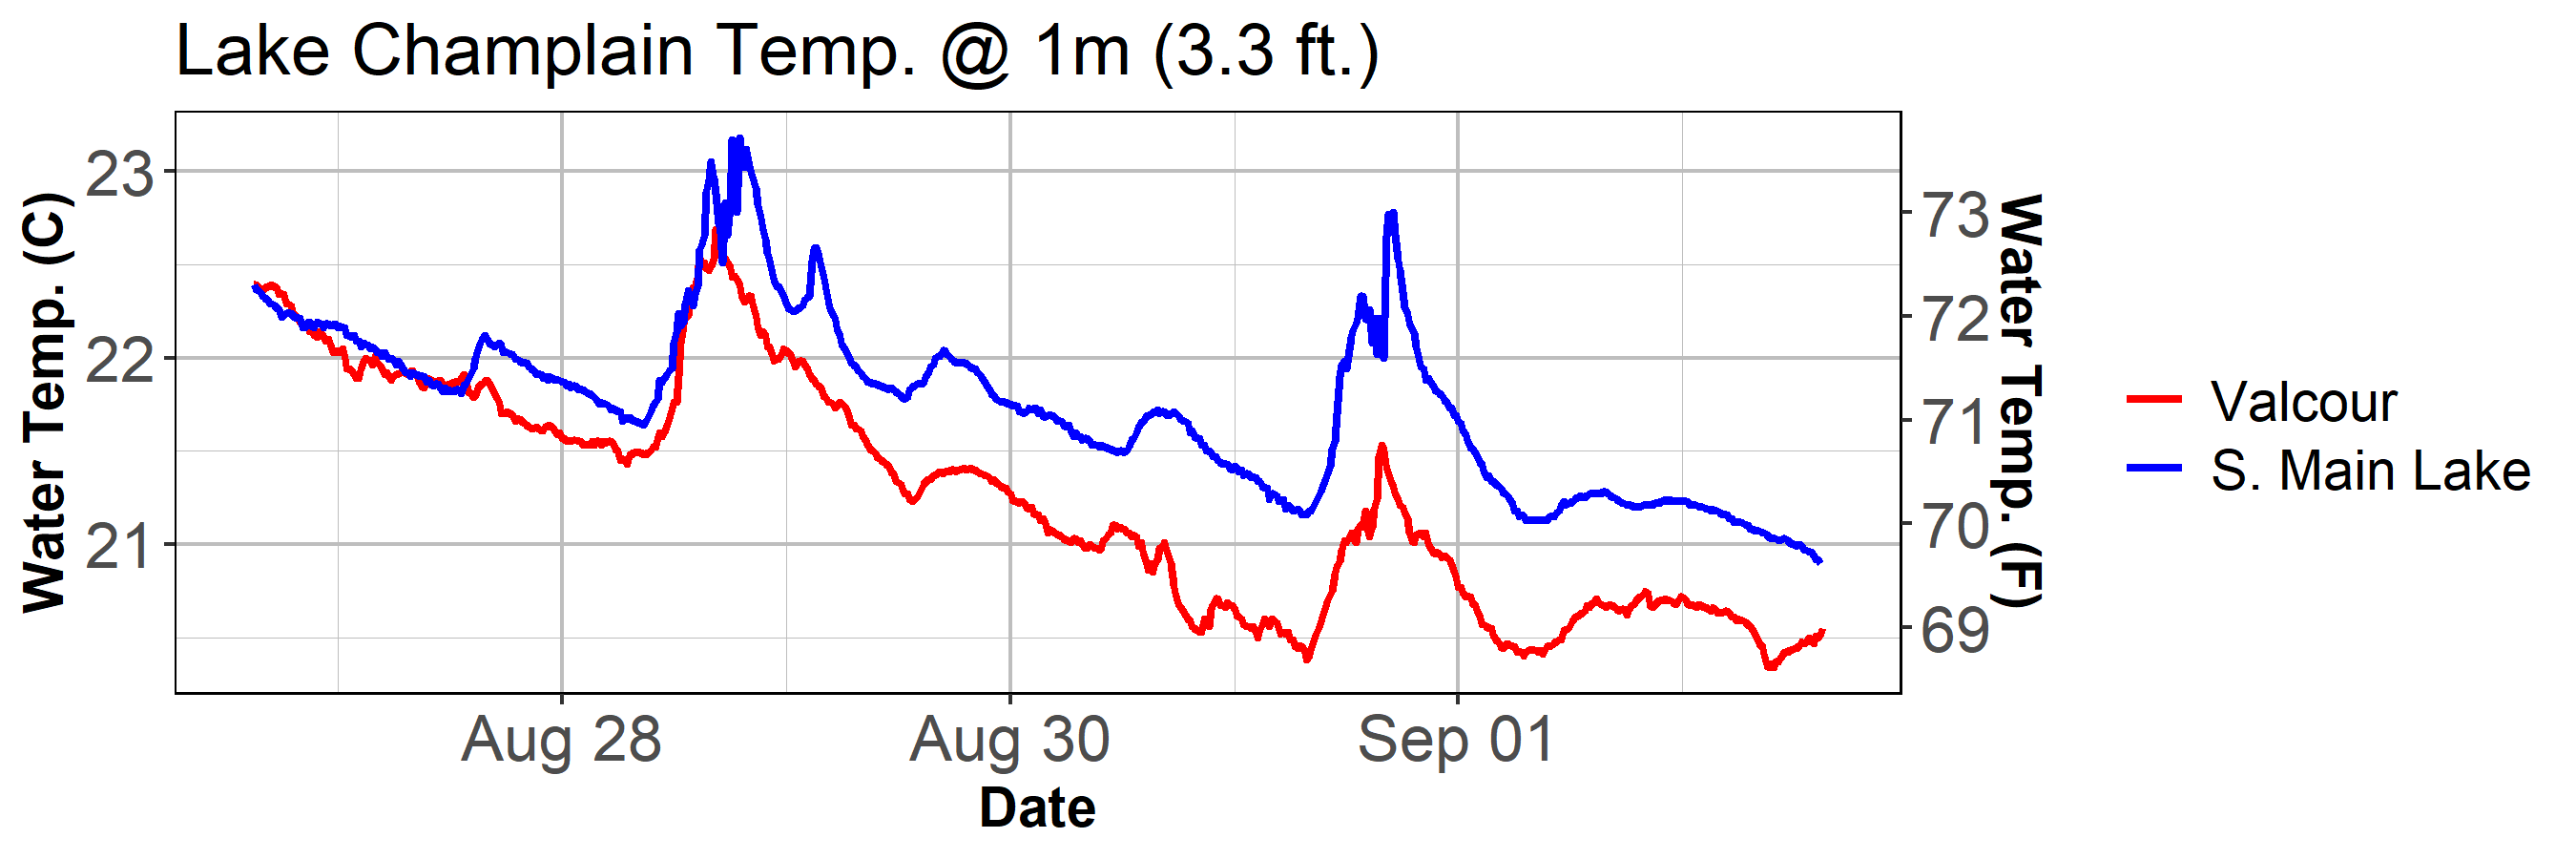 Lake Champlain Temp. @ 1m (3.3 ft.)
Water Temp. (C)
23
22
21
73
72
71
70
69
Water Temp. (F)
Aug 28
Aug 30
Sep 01
Date
Valcour
S. Main Lake